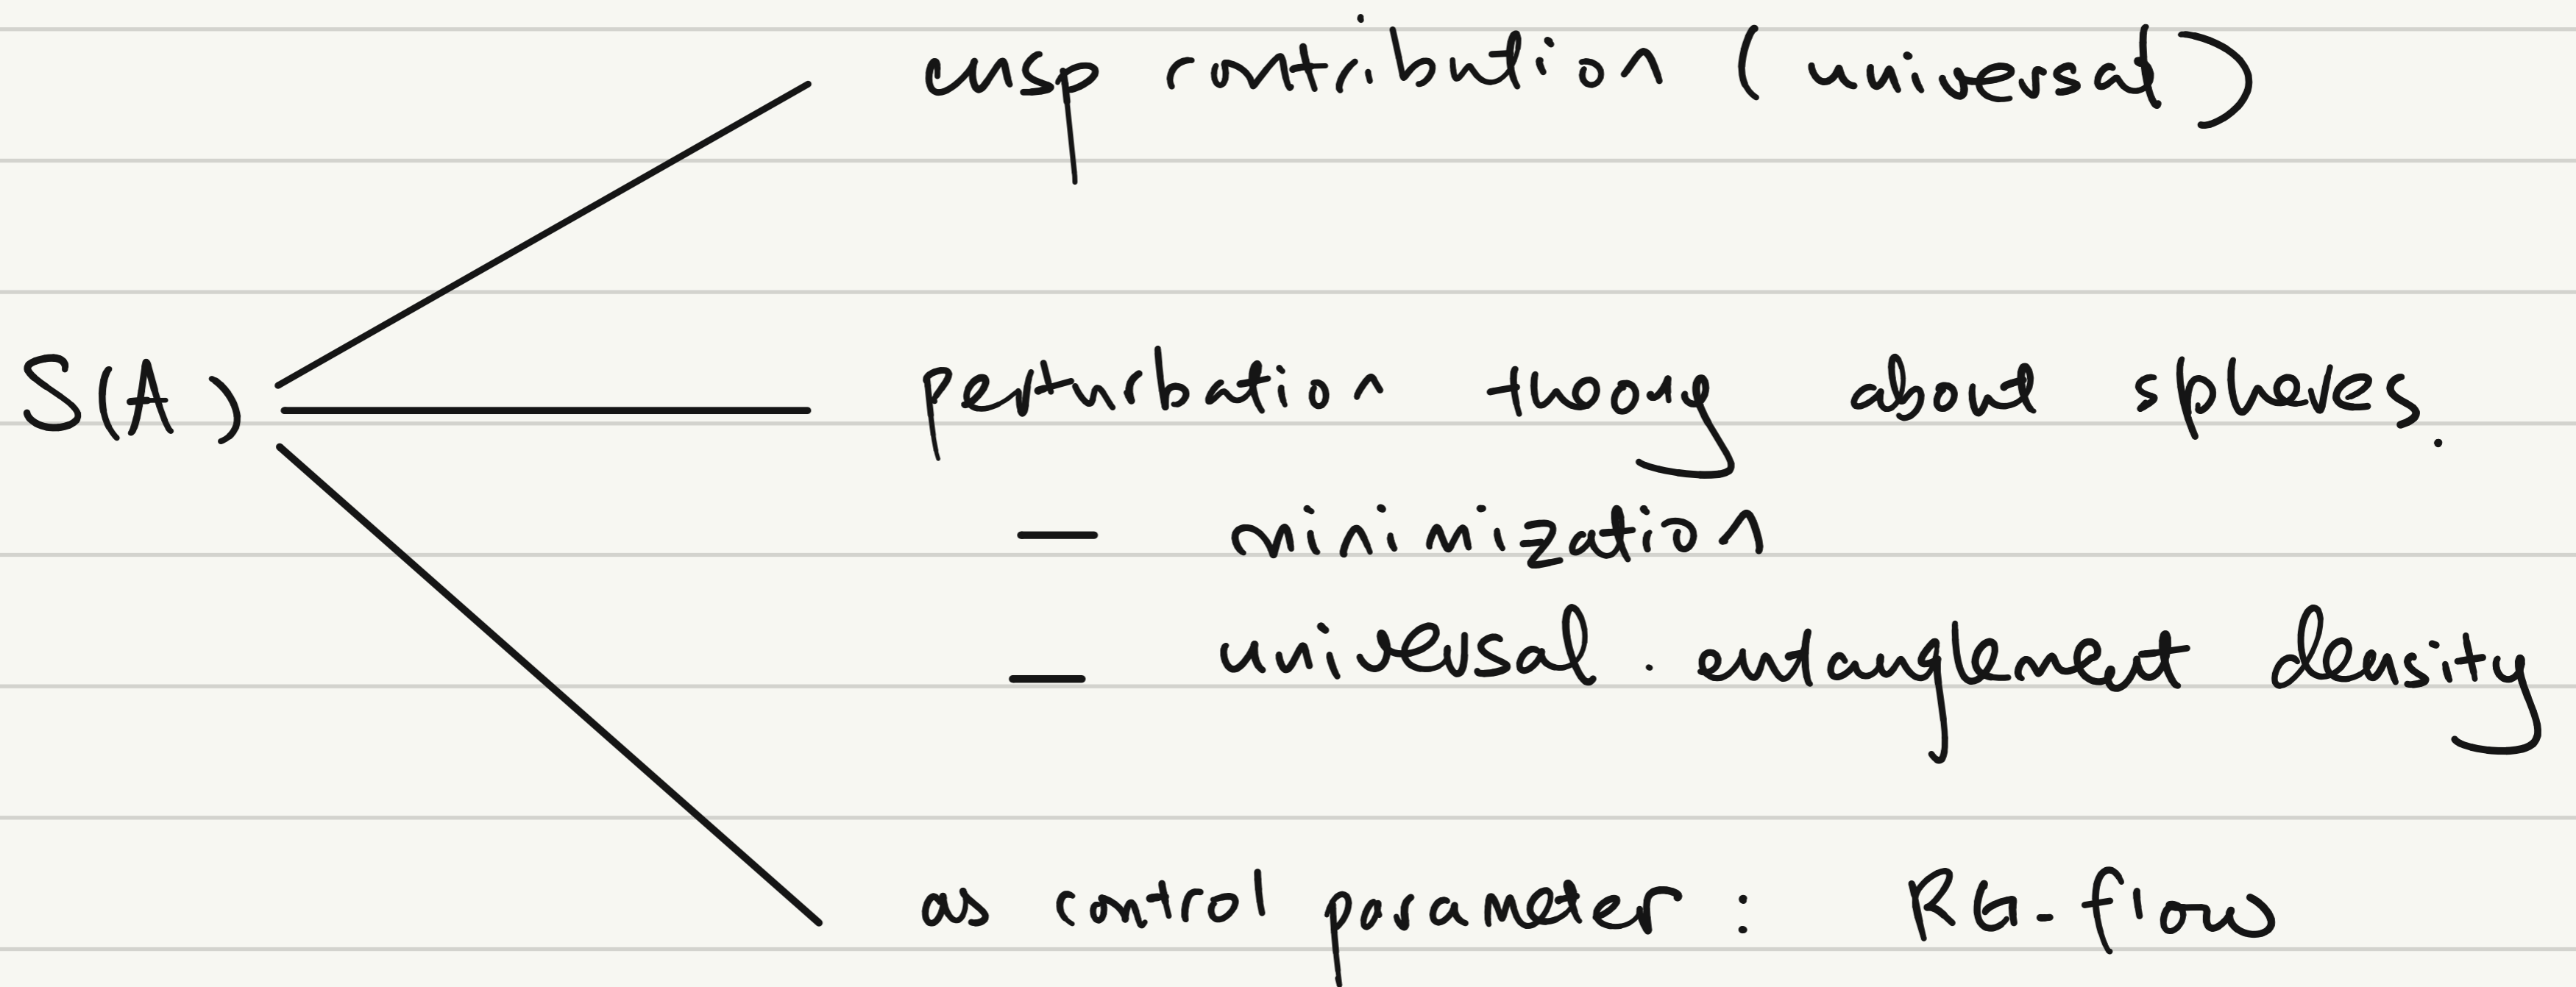 cusp contribution (universal)
S(A) perturbation theory about spheres.
— minimization
— universal entanglement density
as control parameter : RG-flow